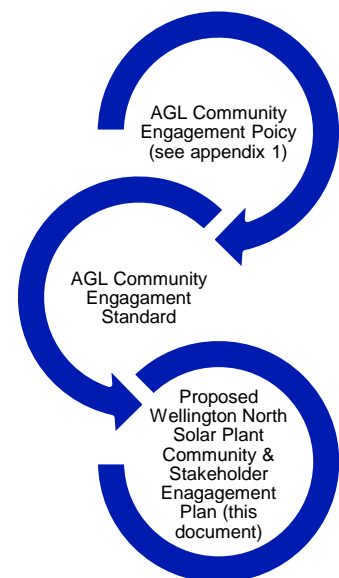 AGL Community
Engagement Poicy
(see appendix 1)
AGL Community
Engagament
Standard
Proposed
Wellington North
Solar Plant
Community &
Stakeholder
Enagagement
Plan (this
document)